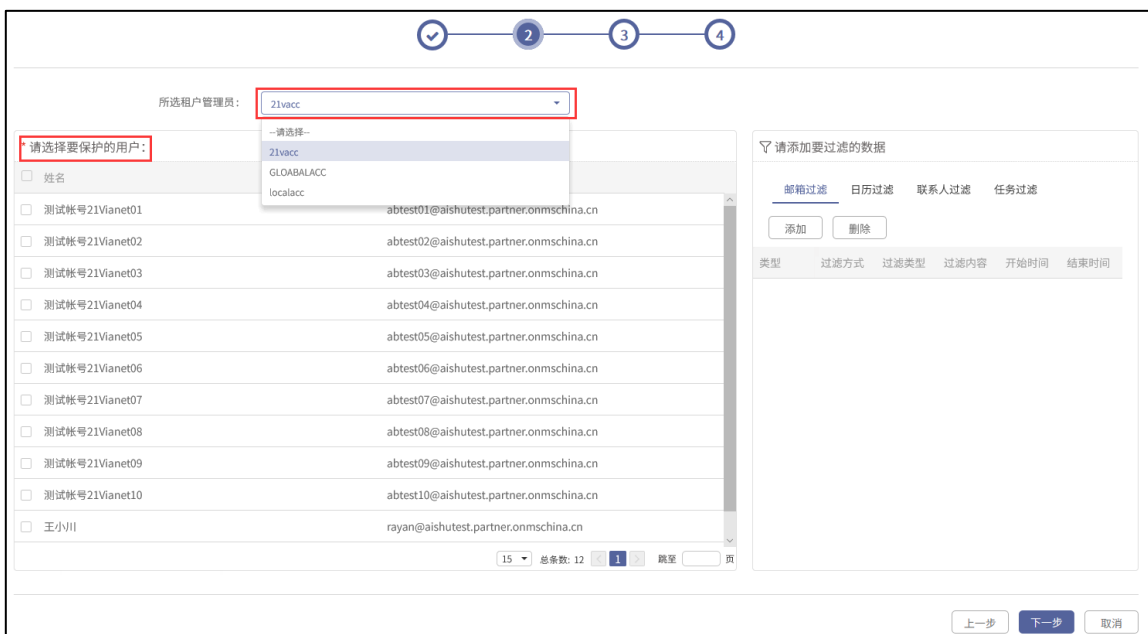 2 3 4
所选租户管理员: 21vacc
--请选择--
21vacc
GLOABALACC
localacc
* 请选择要保护的用户:
姓名
测试帐号21Vianet01 abtest01@aishutest.partner.onmschina.cn
测试帐号21Vianet02 abtest02@aishutest.partner.onmschina.cn
测试帐号21Vianet03 abtest03@aishutest.partner.onmschina.cn
测试帐号21Vianet04 abtest04@aishutest.partner.onmschina.cn
测试帐号21Vianet05 abtest05@aishutest.partner.onmschina.cn
测试帐号21Vianet06 abtest06@aishutest.partner.onmschina.cn
测试帐号21Vianet07 abtest07@aishutest.partner.onmschina.cn
测试帐号21Vianet08 abtest08@aishutest.partner.onmschina.cn
测试帐号21Vianet09 abtest09@aishutest.partner.onmschina.cn
测试帐号21Vianet10 abtest10@aishutest.partner.onmschina.cn
王小川 rayan@aishutest.partner.onmschina.cn
15 总条数: 12 < 1 > 跳至 页
请添加要过滤的数据
邮箱过滤 日历过滤 联系人过滤 任务过滤
添加 删除
类型 过滤方式 过滤类型 过滤内容 开始时间 结束时间
上一步 下一步 取消